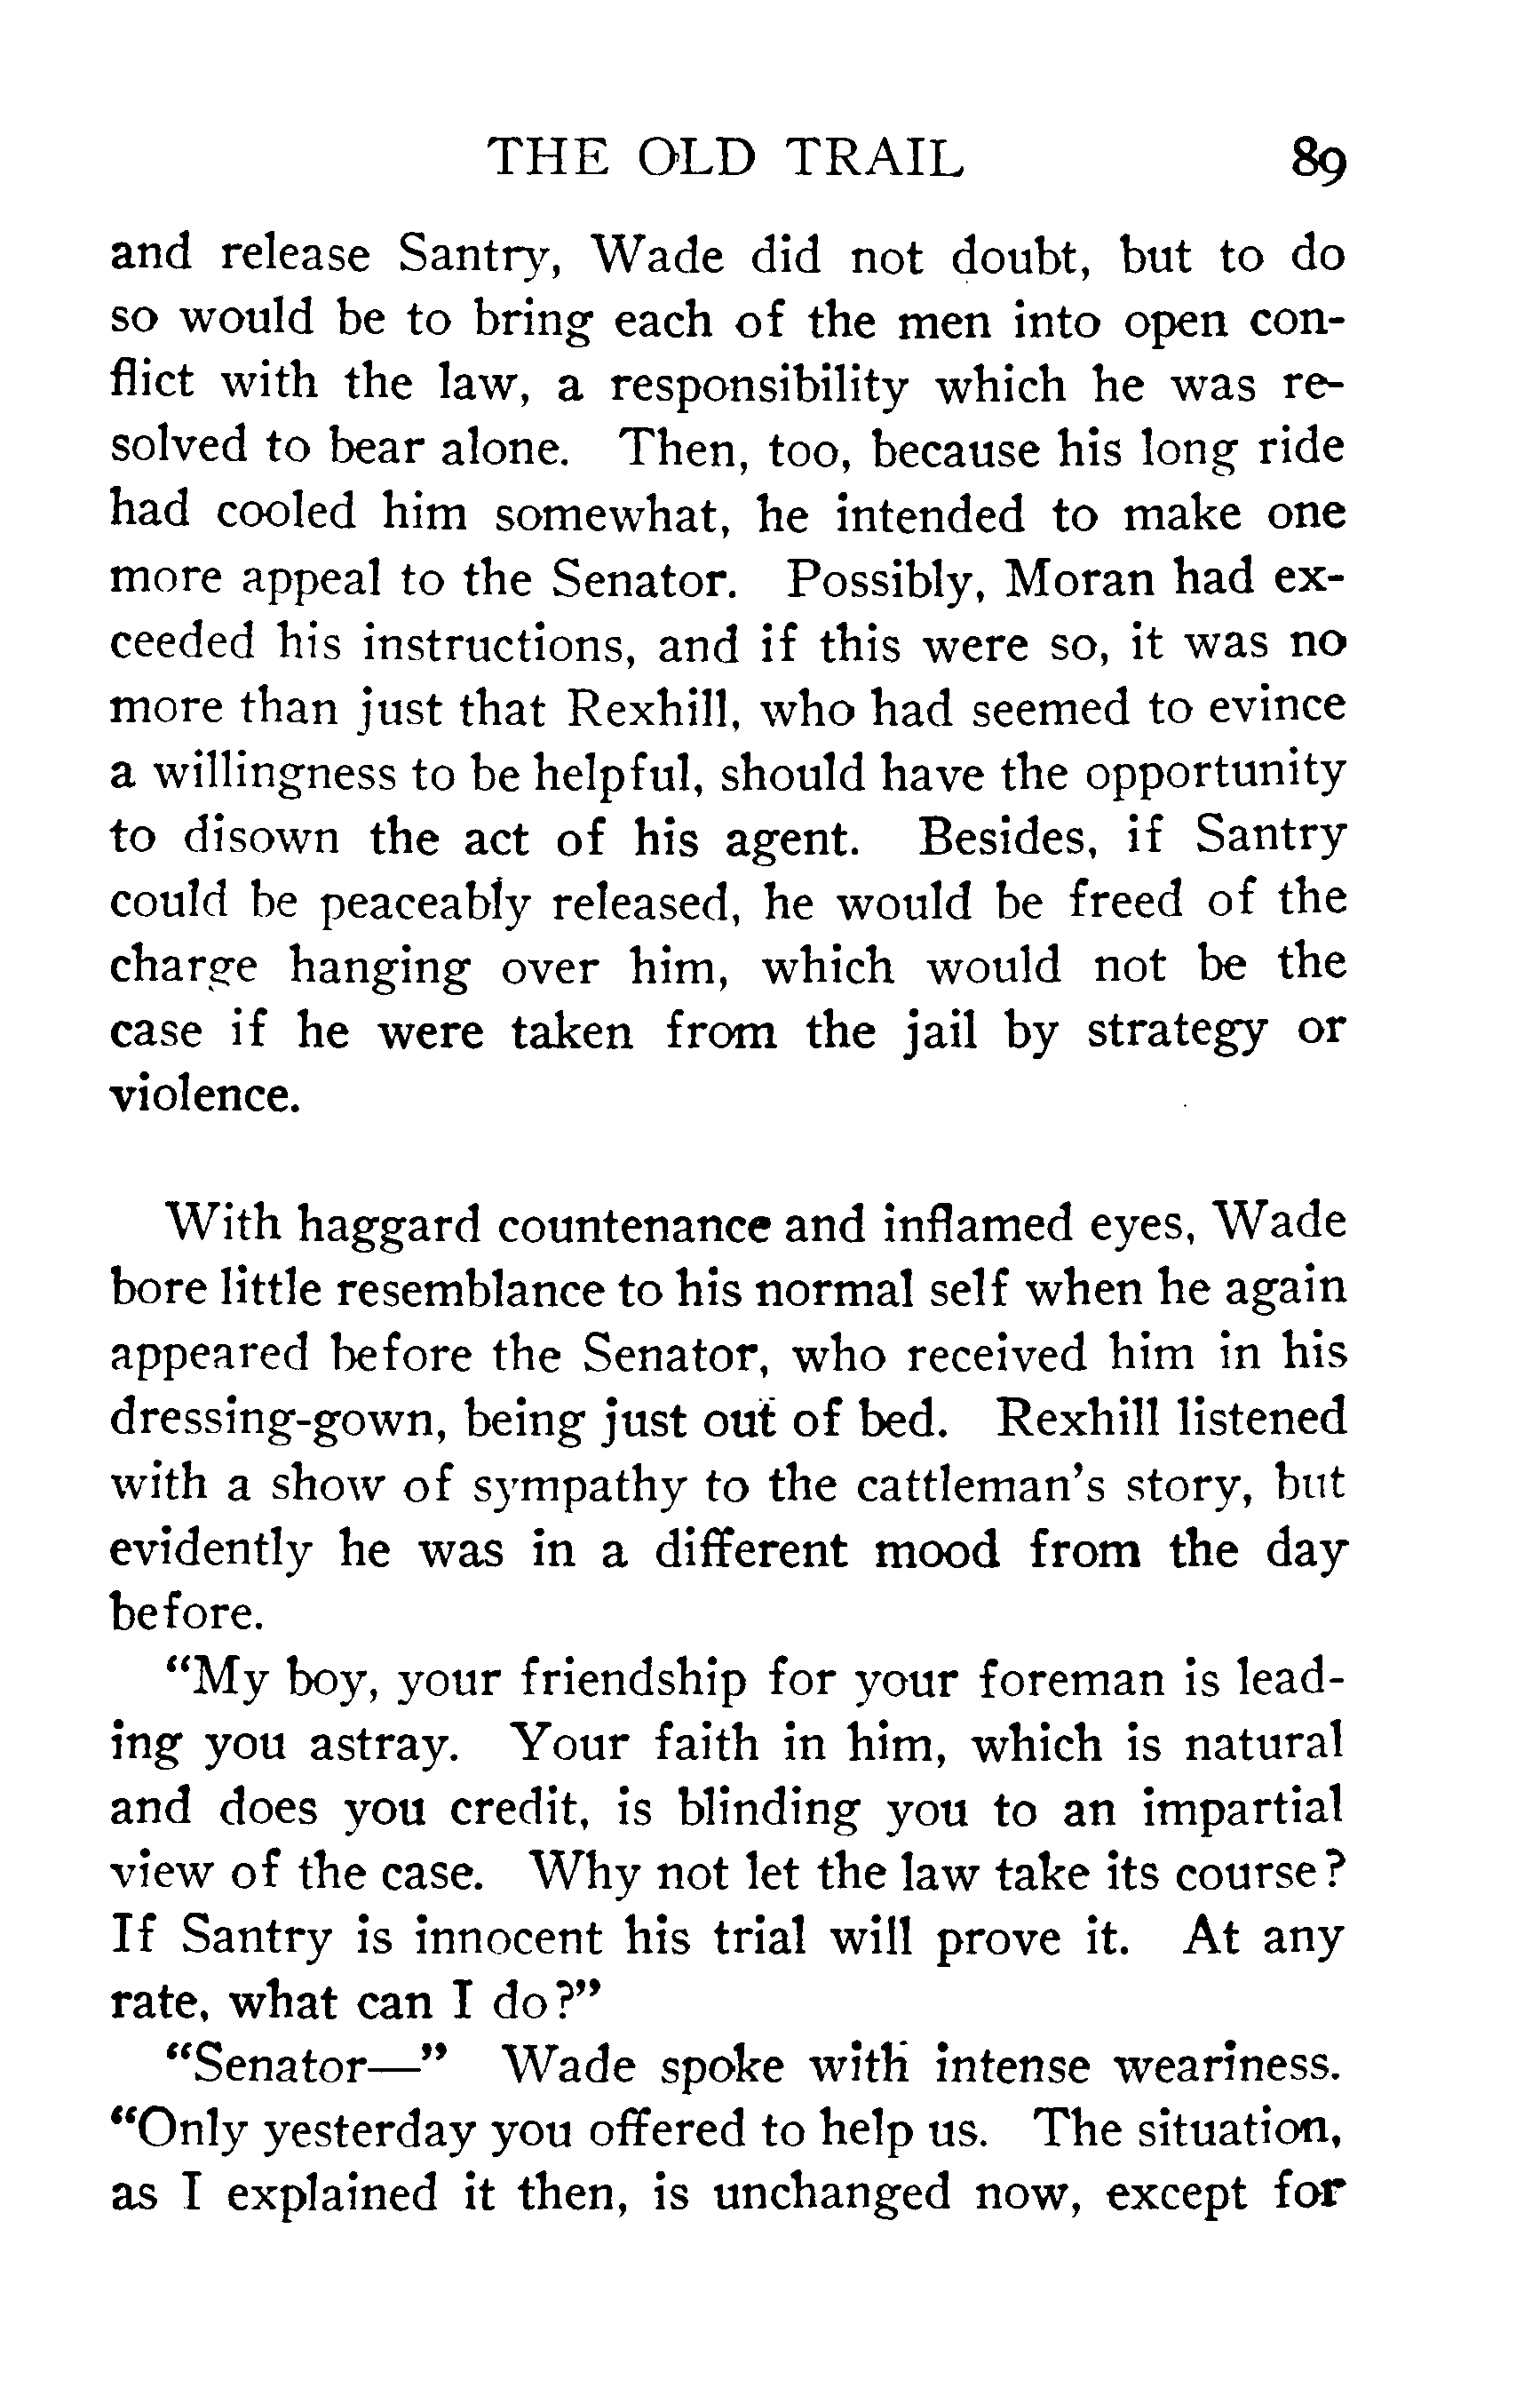 THE OLD TRAIL 89
and release Santry, Wade did not doubt, but to do
so would be to bring each of the men into open con-
flict with the law, a responsibility which he was re-
solved to bear alone. Then, too, because his long ride
had cooled him somewhat, he intended to make one
more appeal to the Senator. Possibly, Moran had ex-
ceeded his instructions, and if this were so, it was no
more than just that Rexhill, who had seemed to evince
a willingness to be helpful, should have the opportunity
to disown the act of his agent. Besides, if Santry
could be peaceably released, he would be freed of the
charge hanging over him, which would not be the
case if he were taken from the jail by strategy or
violence.
With haggard countenance and inflamed eyes, Wade
bore little resemblance to his normal self when he again
appeared before the Senator, who received him in his
dressing-gown, being just out of bed. Rexhill listened
with a show of sympathy to the cattleman's story, but
evidently he was in a different mood from the day
before.
“My boy, your friendship for your foreman is lead-
ing you astray. Your faith in him, which is natural
and does you credit, is blinding you to an impartial
view of the case. Why not let the law take its course?
If Santry is innocent his trial will prove it. At any
rate, what can I do?”
“Senator—” Wade spoke with intense weariness.
“Only yesterday you offered to help us. The situation,
as I explained it then, is unchanged now, except for